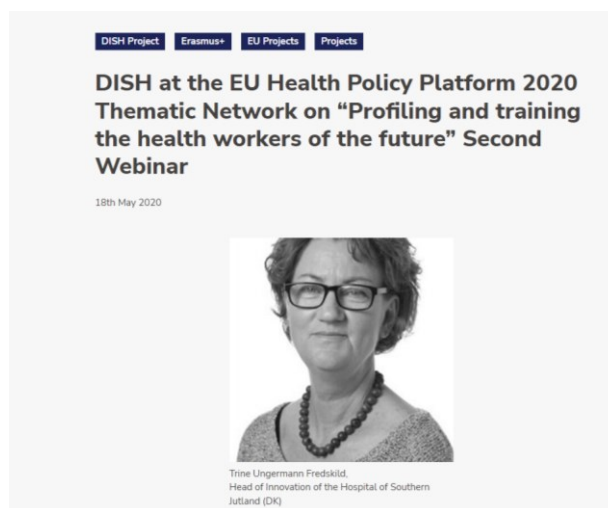 DISH Project Erasmus+ EU Projects Projects
DISH at the EU Health Policy Platform 2020
Thematic Network on “Profiling and training
the health workers of the future” Second
Webinar
18th May 2020
Trine Ungermann Fredskild,
Head of Innovation of the Hospital of Southern
Jutland (DK)